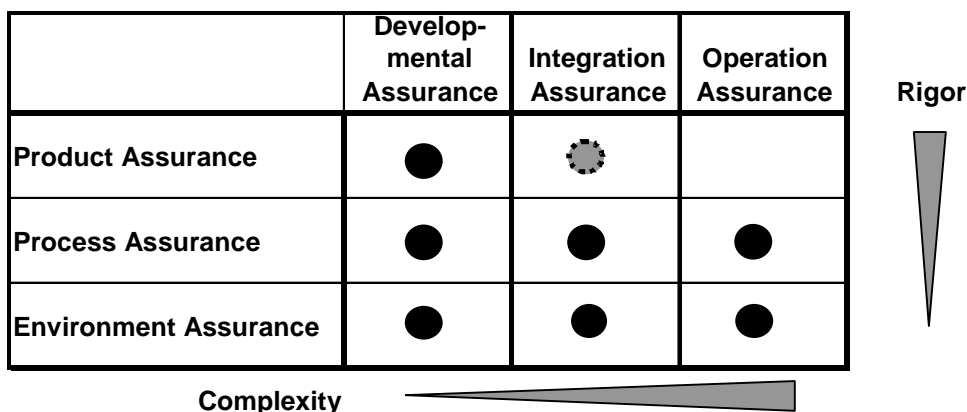 Develop-
mental
Assurance
Integration
Assurance
Operation
Assurance
Rigor
Product Assurance
Process Assurance
Environment Assurance
Complexity